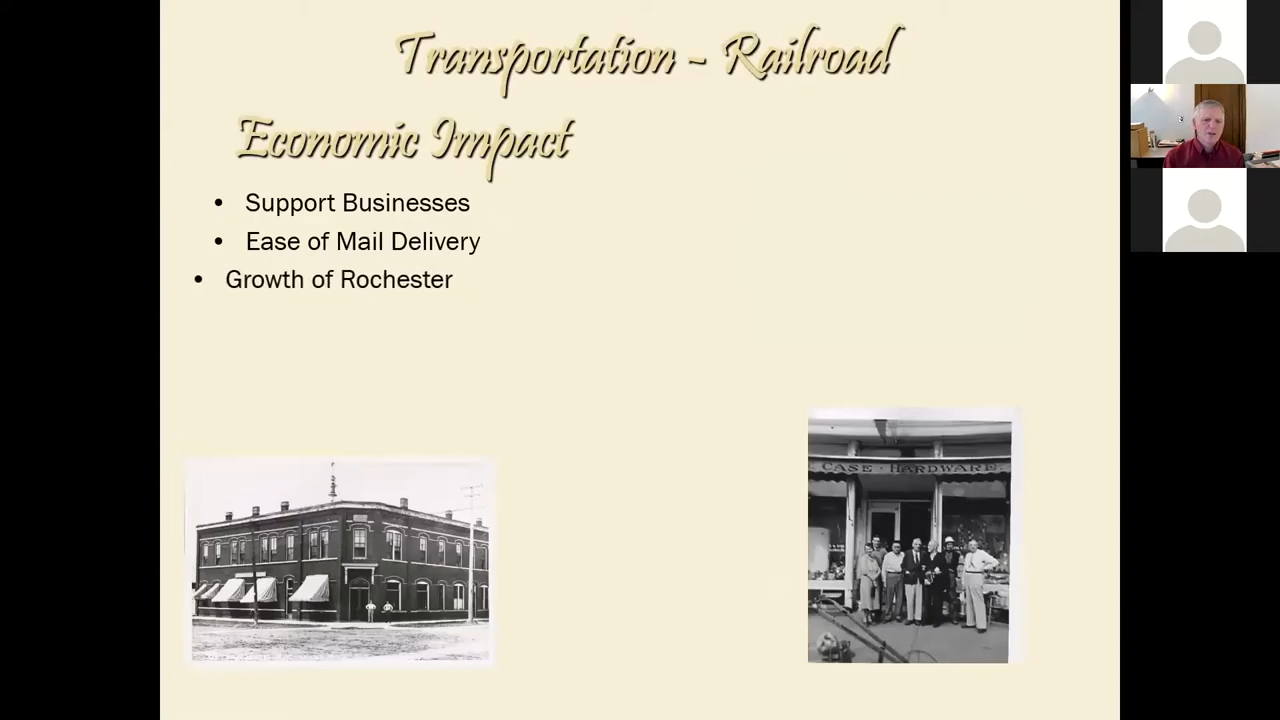 Transportation - Railroad
Economic Impact
• Support Businesses
• Ease of Mail Delivery
• Growth of Rochester
CASE · HARDWARE